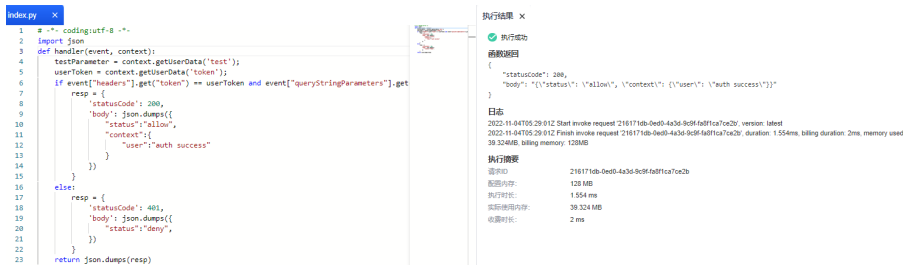 index.py ×
1 # -*- coding:utf-8 -*-
2 import json
3 def handler(event, context):
4 testParameter = context.getUserData('test');
5 userToken = context.getUserData('token');
6 if event["headers"].get("token") == userToken and event["queryStringParameters"].get
7 resp = {
8 'statusCode': 200,
9 'body': json.dumps({
10 "status":"allow",
11 "context":{
12 "user":"auth success"
13 }
14 })
15 }
16 else:
17 resp = {
18 'statusCode': 401,
19 'body': json.dumps({
20 "status":"deny",
21 })
22 }
23 return json.dumps(resp)
执行结果 ×
执行成功
函数返回
{
"statusCode": 200,
"body": "{\"status\": \"allow\", \"context\": {\"user\": \"auth success\"}}"
}
日志
2022-11-04T05:29:01Z Start invoke request '216171db-0ed0-4a3d-9c9f-fa8f1ca7ce2b', version: latest
2022-11-04T05:29:01Z Finish invoke request '216171db-0ed0-4a3d-9c9f-fa8f1ca7ce2b', duration: 1.554ms, billing duration: 2ms, memory used
39.324MB, billing memory: 128MB
执行摘要
请求ID 216171db-0ed0-4a3d-9c9f-fa8f1ca7ce2b
配置内存: 128 MB
执行时长: 1.554 ms
实际使用内存: 39.324 MB
收费时长: 2 ms